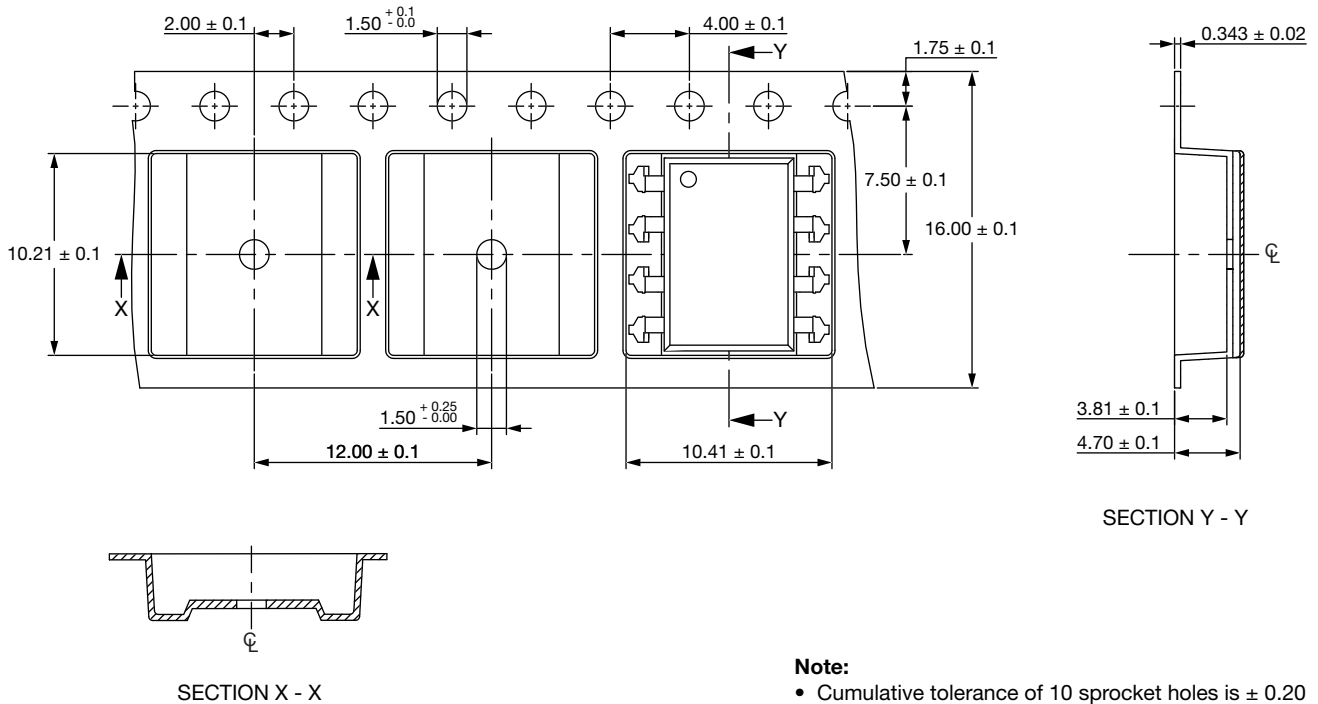 2.00 ± 0.1
1.50 + 0.1 - 0.0
4.00 ± 0.1
Y
1.75 ± 0.1
0.343 ± 0.02
10.21 ± 0.1
X
X
7.50 ± 0.1
16.00 ± 0.1
℄
1.50 + 0.25 - 0.00
Y
12.00 ± 0.1
10.41 ± 0.1
3.81 ± 0.1
4.70 ± 0.1
SECTION Y - Y
℄
SECTION X - X
Note:
• Cumulative tolerance of 10 sprocket holes is ± 0.20